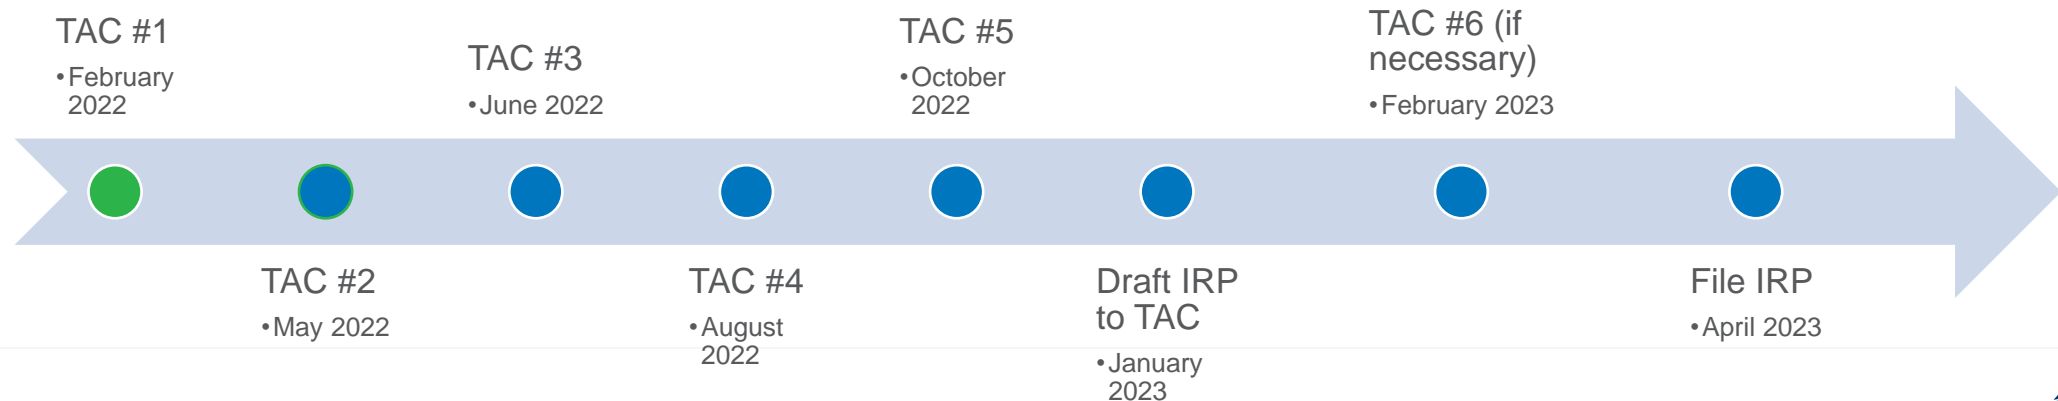 TAC #1
•February
2022
TAC #2
•May 2022
TAC #3
•June 2022
TAC #4
•August
2022
TAC #5
•October
2022
Draft IRP
to TAC
•January
2023
TAC #6 (if
necessary)
•February 2023
File IRP
•April 2023